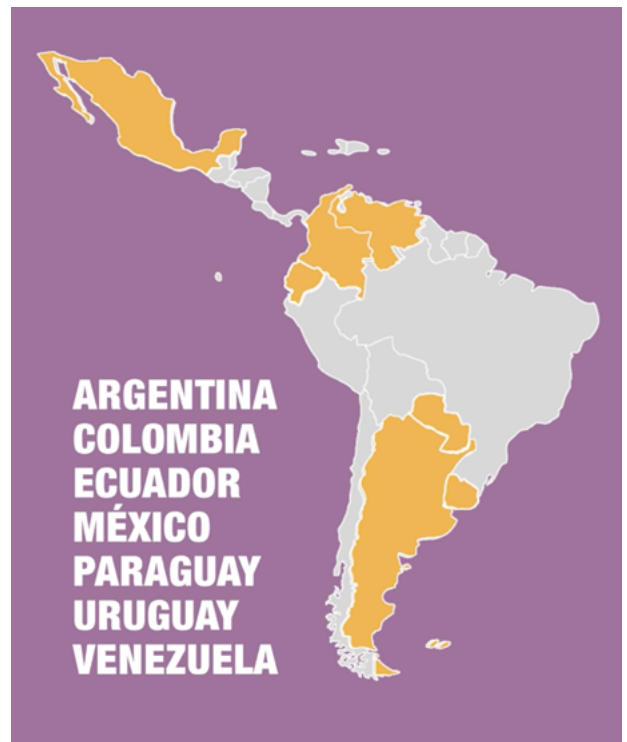 ARGENTINA
COLOMBIA
ECUADOR
MÉXICO
PARAGUAY
URUGUAY
VENEZUELA